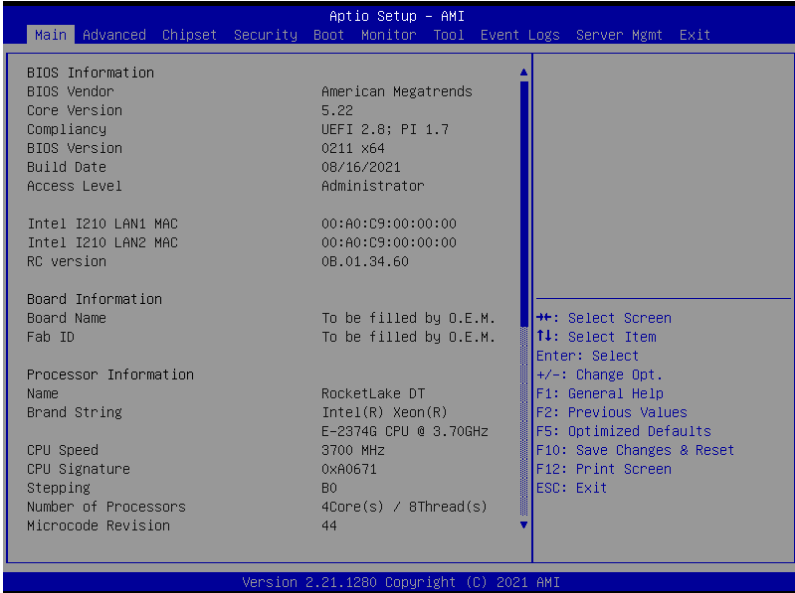 Aptio Setup – AMI
Main Advanced Chipset Security Boot Monitor Tool Event Logs Server Mgmt Exit
BIOS Information
BIOS Vendor American Megatrends
Core Version 5.22
Compliancy UEFI 2.8; PI 1.7
BIOS Version 0211 x64
Build Date 08/16/2021
Access Level Administrator
Intel I210 LAN1 MAC 00:A0:C9:00:00:00
Intel I210 LAN2 MAC 00:A0:C9:00:00:00
RC version 0B.01.34.60
Board Information
Board Name To be filled by O.E.M.
Fab ID To be filled by O.E.M.
Processor Information
Name RocketLake DT
Brand String Intel(R) Xeon(R)
E-2374G CPU @ 3.70GHz
CPU Speed 3700 MHz
CPU Signature 0xA0671
Stepping B0
Number of Processors 4Core(s) / 8Thread(s)
Microcode Revision 44
→←: Select Screen
↑↓: Select Item
Enter: Select
+/-: Change Opt.
F1: General Help
F2: Previous Values
F5: Optimized Defaults
F10: Save Changes & Reset
F12: Print Screen
ESC: Exit
Version 2.21.1280 Copyright (C) 2021 AMI